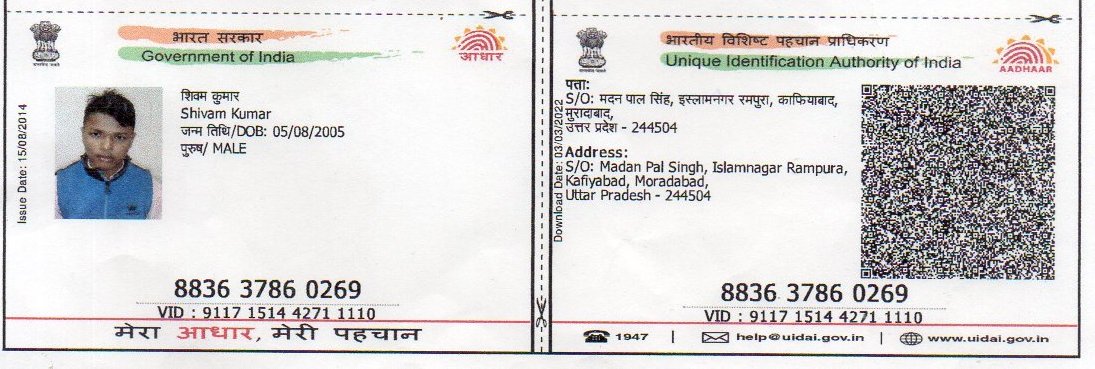 भारत सरकार
Government of India
आधार
Issue Date: 15/08/2014
शिवम कुमार
Shivam Kumar
जन्म तिथि/DOB: 05/08/2005
पुरुष/ MALE
8836 3786 0269
VID : 9117 1514 4271 1110
मेरा आधार, मेरी पहचान
भारतीय विशिष्ट पहचान प्राधिकरण
Unique Identification Authority of India
AADHAAR
Download Date: 03/03/2022
पता:
S/O: मदन पाल सिंह, इस्लामनगर रमपुरा, काफियाबाद,
मुरादाबाद,
उत्तर प्रदेश - 244504
Address:
S/O: Madan Pal Singh, Islamnagar Rampura,
Kafiyabad, Moradabad,
Uttar Pradesh - 244504
8836 3786 0269
VID : 9117 1514 4271 1110
1947 | help@uidai.gov.in | www.uidai.gov.in